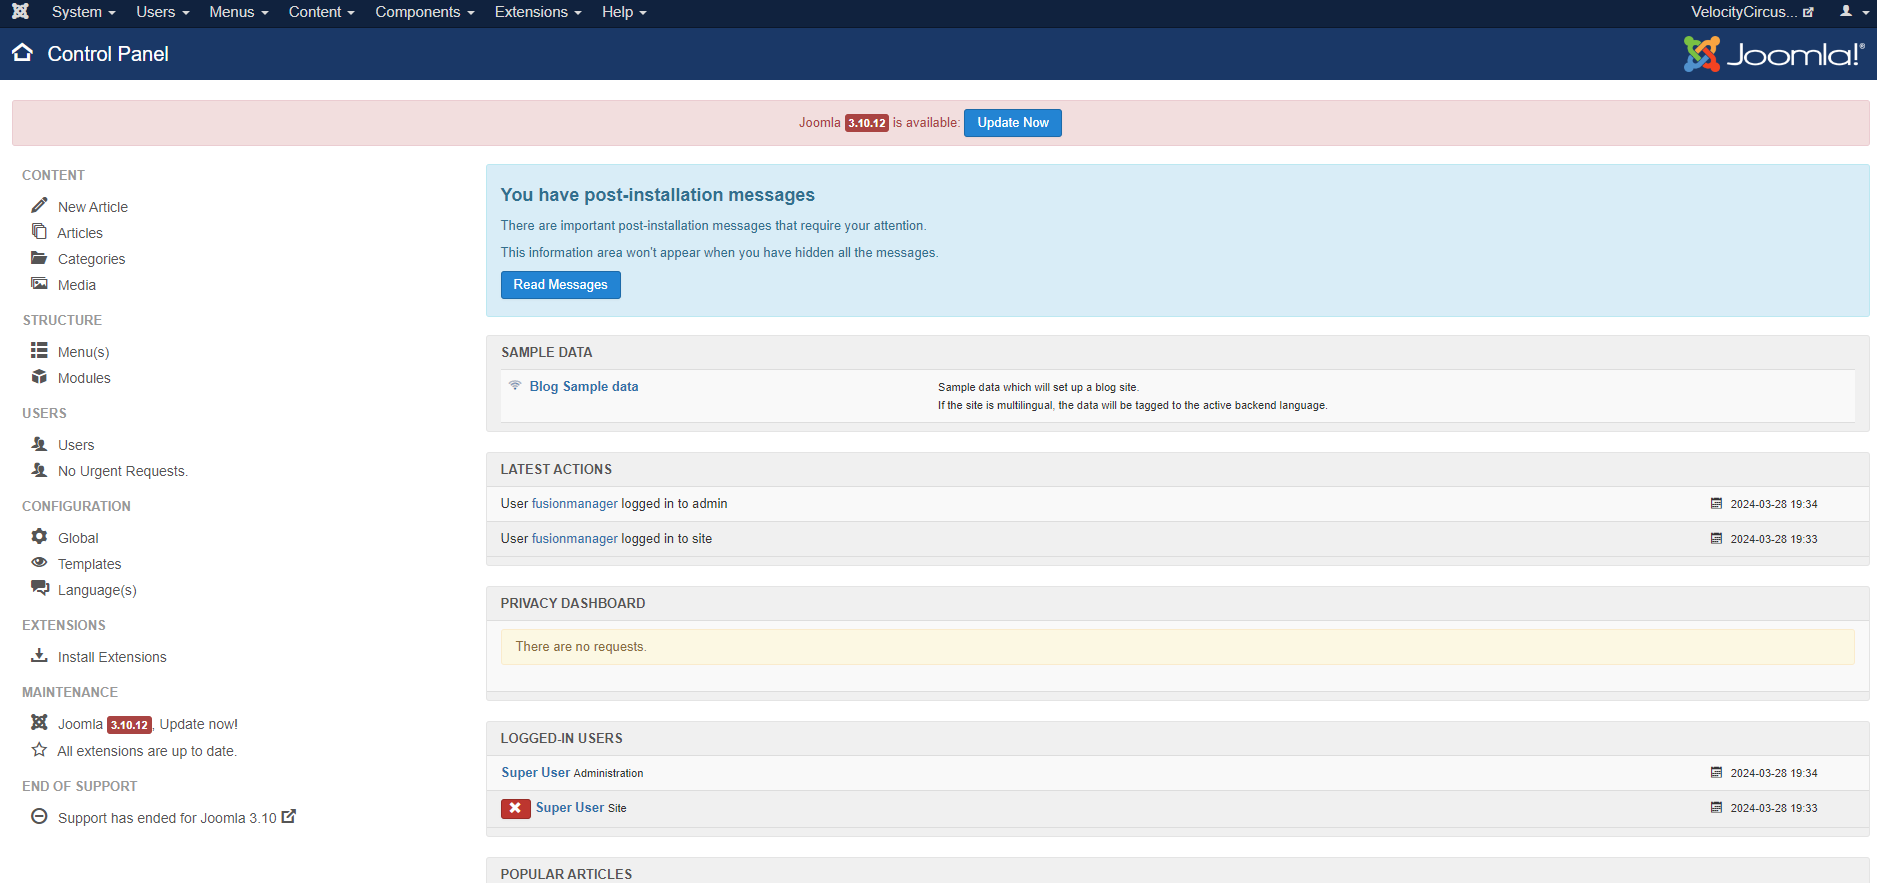 System Users Menus Content Components Extensions Help VelocityCircus...
Control Panel Joomla!®
Joomla 3.10.12 is available: Update Now
CONTENT
New Article
Articles
Categories
Media
STRUCTURE
Menu(s)
Modules
USERS
Users
No Urgent Requests.
CONFIGURATION
Global
Templates
Language(s)
EXTENSIONS
Install Extensions
MAINTENANCE
Joomla 3.10.12, Update now!
All extensions are up to date.
END OF SUPPORT
Support has ended for Joomla 3.10
You have post-installation messages
There are important post-installation messages that require your attention.
This information area won't appear when you have hidden all the messages.
Read Messages
SAMPLE DATA
Blog Sample data Sample data which will set up a blog site.
If the site is multilingual, the data will be tagged to the active backend language.
LATEST ACTIONS
User fusionmanager logged in to admin 2024-03-28 19:34
User fusionmanager logged in to site 2024-03-28 19:33
PRIVACY DASHBOARD
There are no requests.
LOGGED-IN USERS
Super User Administration 2024-03-28 19:34
Super User Site 2024-03-28 19:33
POPULAR ARTICLES